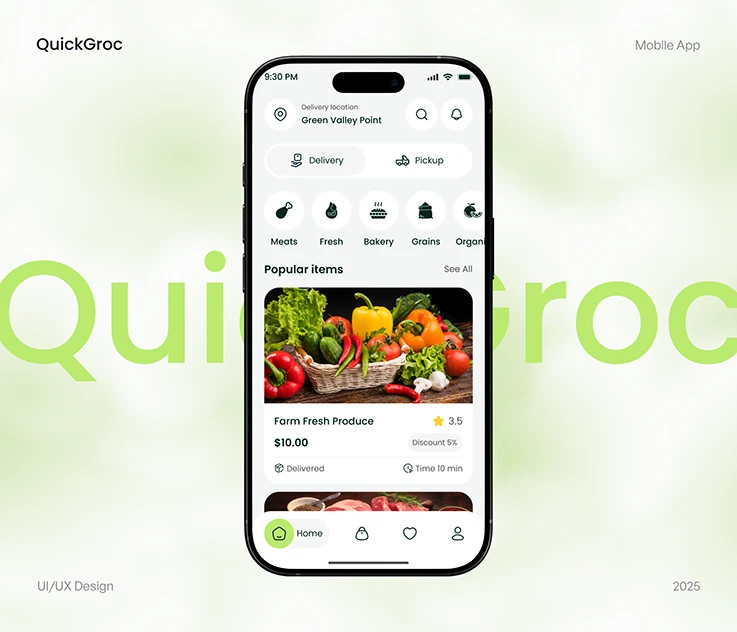 QuickGroc
Mobile App
9:30 PM
Delivery location
Green Valley Point
Delivery
Pickup
Meats
Fresh
Bakery
Grains
Organi
Popular items
See All
Qui
Groc
Farm Fresh Produce
3.5
$10.00
Discount 5%
Delivered
Time 10 min
Home
UI/UX Design
2025